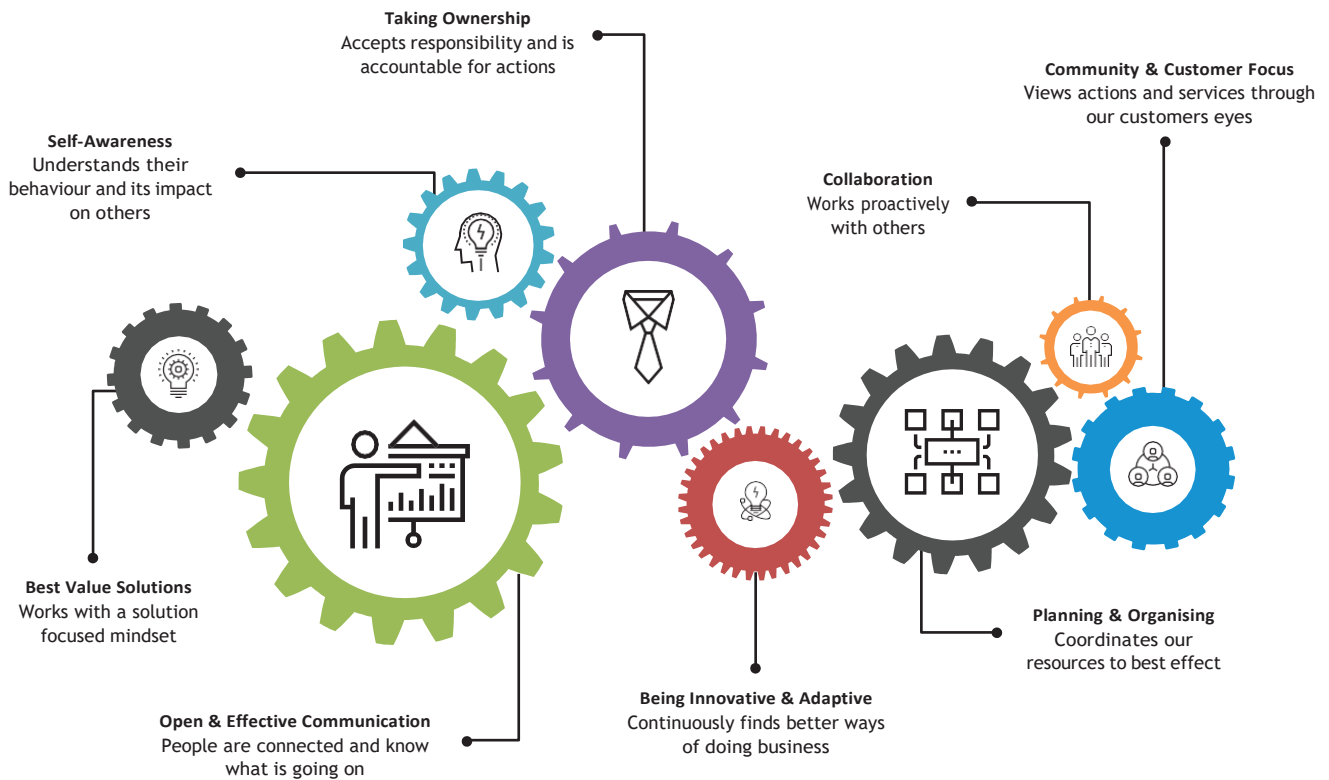 Taking Ownership
Accepts responsibility and is
accountable for actions
Community & Customer Focus
Views actions and services through
our customers eyes
Self-Awareness
Understands their
behaviour and its impact
on others
Collaboration
Works proactively
with others
Best Value Solutions
Works with a solution
focused mindset
Planning & Organising
Coordinates our
resources to best effect
Being Innovative & Adaptive
Continuously finds better ways
of doing business
Open & Effective Communication
People are connected and know
what is going on